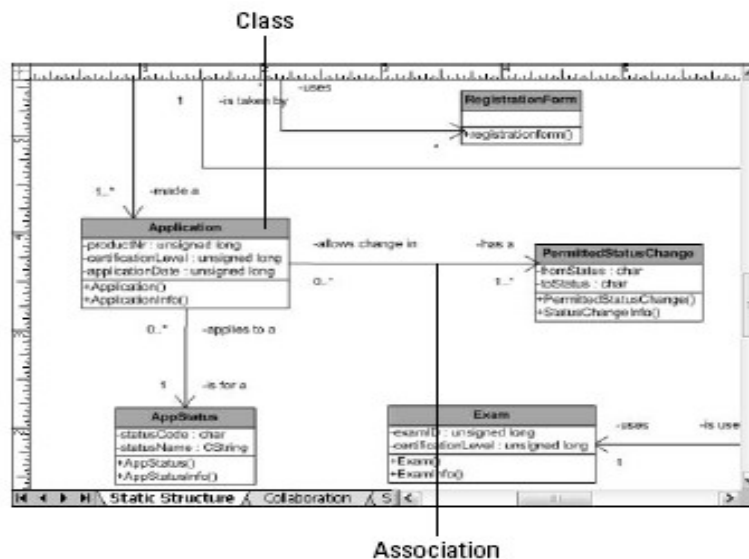 Class
1 -is taken by -uses
RegistrationForm
+registrationform()
*
1..* -made a
Application
-productNr : unsigned long
-certificationLevel : unsigned long
-applicationDate : unsigned long
+Application()
+ApplicationInfo()
-allows change in -has a
0..* 1..*
PermittedStatusChange
-fromStatus : char
-toStatus : char
+PermittedStatusChange()
+StatusChangeInfo()
0..* -applies to a
1 -is for a
AppStatus
-statusCode : char
-statusName : CString
+AppStatus()
+AppStatusInfo()
Exam
-examID : unsigned long
-certificationLevel : unsigned long
+Exam()
+ExamInfo()
-uses -is use
1
Static Structure Collaboration S
Association